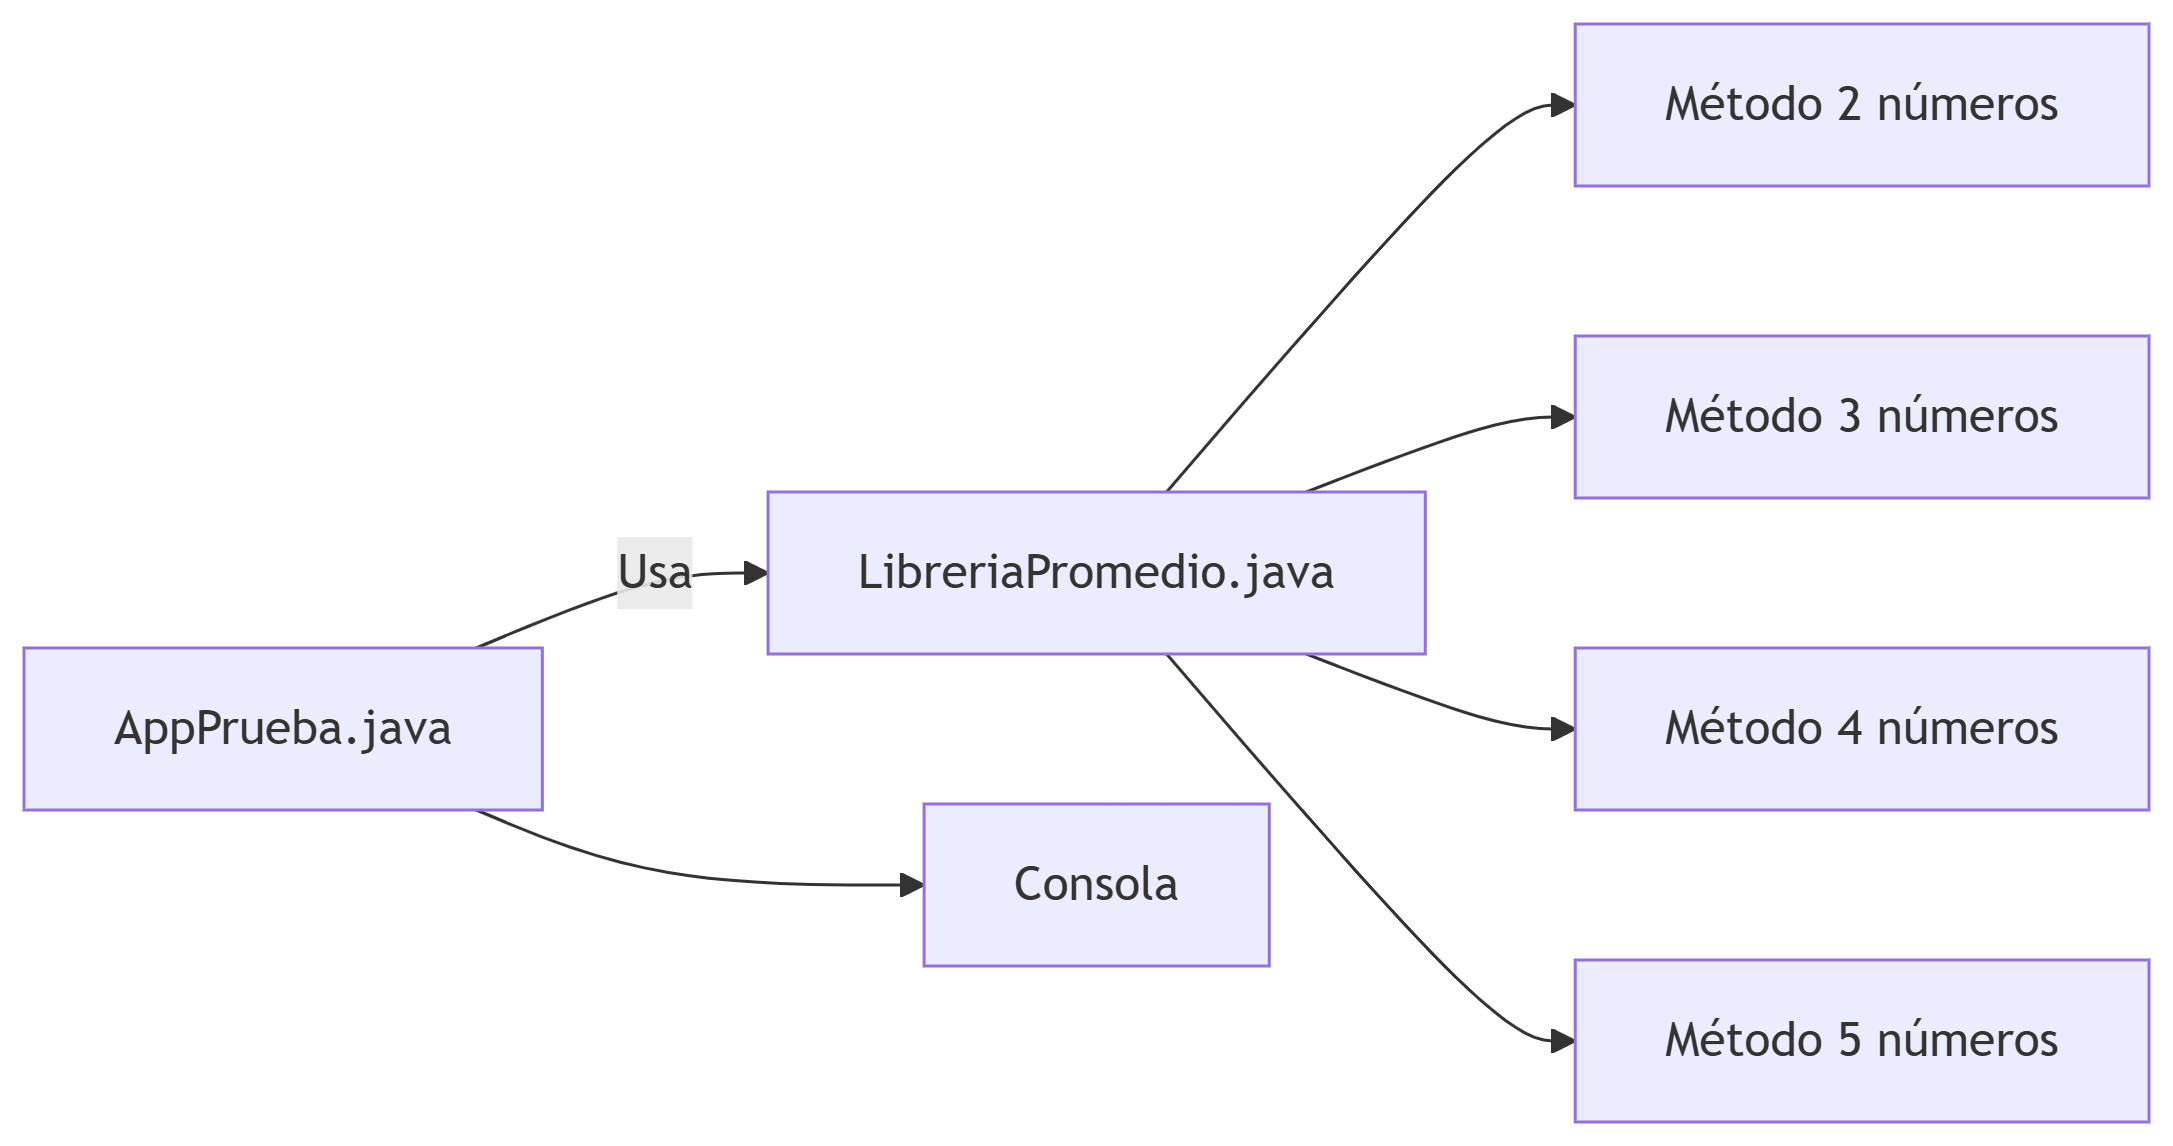 Método 2 números
Método 3 números
Usa
LibreriaPromedio.java
AppPrueba.java
Método 4 números
Consola
Método 5 números